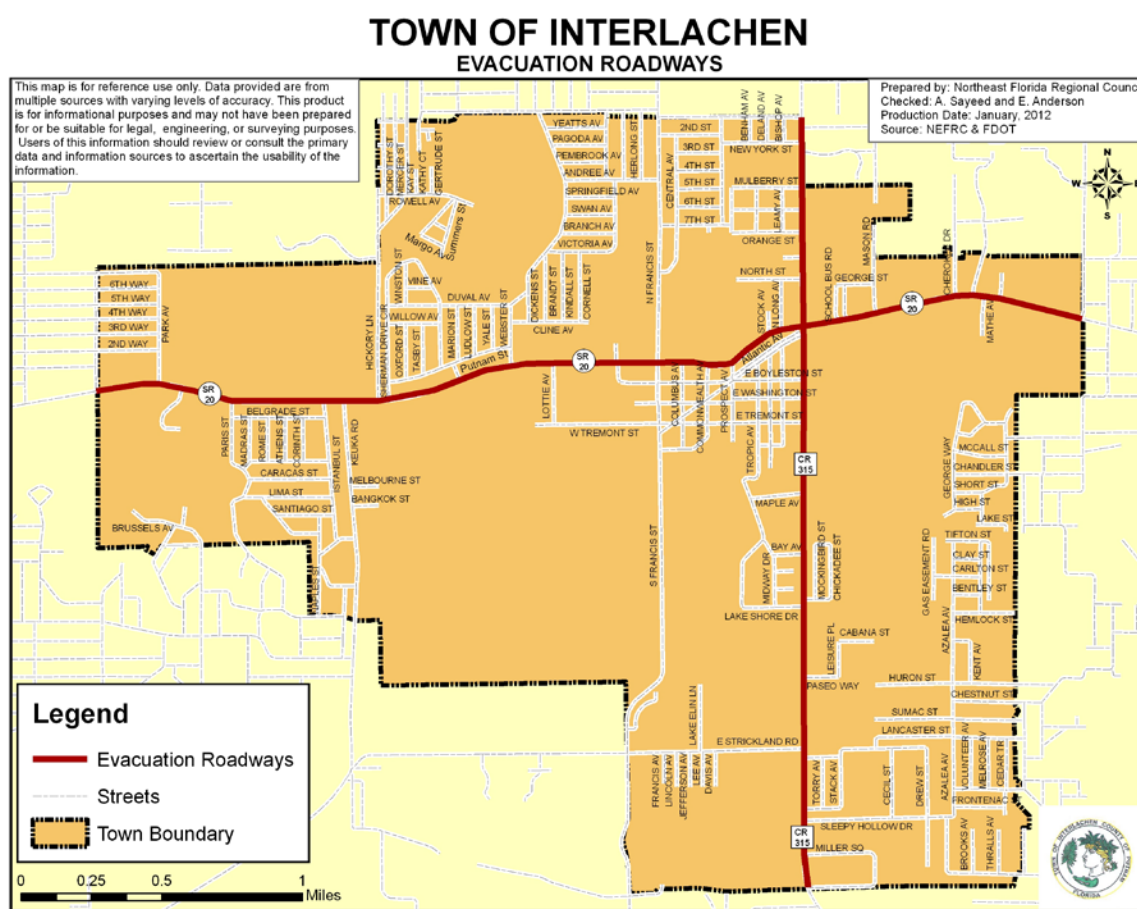 TOWN OF INTERLACHEN
EVACUATION ROADWAYS
This map is for reference use only. Data provided are from
multiple sources with varying levels of accuracy. This product
is for informational purposes and may not have been prepared
for or be suitable for legal, engineering, or surveying purposes.
Users of this information should review or consult the primary
data and information sources to ascertain the usability of the
information.
Prepared by: Northeast Florida Regional Counc
Checked: A. Sayeed and E. Anderson
Production Date: January, 2012
Source: NEFRC & FDOT
N
W
E
S
DOROTHY ST
MERCER ST
KAY ST
KATHY CT
GERTRUDE ST
ROWELL AV
Margo Av
Summers St
YEATTS AV
PAGODA AV
PEMBROOK AV
ANDREE AV
SPRINGFIELD AV
SWAN AV
BRANCH AV
VICTORIA AV
HERLONG ST
CENTRAL AV
2ND ST
3RD ST
4TH ST
5TH ST
6TH ST
7TH ST
BENHAM AV
DELAND AV
BISHOP AV
NEW YORK ST
MULBERRY ST
LEAMY AV
ORANGE ST
NORTH ST
STOCK AV
N LONG AV
SCHOOL BUS RD
MASON RD
GEORGE ST
CHEROKEE DR
MATHE AV
SR
20
6TH WAY
5TH WAY
4TH WAY
3RD WAY
2ND WAY
PARK AV
SR
20
HICKORY LN
SHERMAN DRIVE CIR
WINSTON ST
VINE AV
WILLOW AV
DUVAL AV
OXFORD ST
TASBY ST
MARION ST
LUDLOW ST
YALE ST
WEBSTER ST
Putnam St
DICKENS ST
BRANDT ST
KINDALL ST
CORNELL ST
CLINE AV
SR
20
N FRANCIS ST
Atlantic Av
E BOYLESTON ST
E WASHINGTON ST
E TREMONT ST
W TREMONT ST
LOTTIE AV
COLUMBUS AV
COMMONWEALTH AV
PROSPECT AV
TROPIC AV
CR
315
BELGRADE ST
PARIS ST
MADRAS ST
ROME ST
ATHENS ST
CORINTH ST
ISTANBUL ST
KEUKA RD
CARACAS ST
LIMA ST
SANTIAGO ST
MELBOURNE ST
BANGKOK ST
BRUSSELS AV
NAPLES ST
S FRANCIS ST
MAPLE AV
BAY AV
MIDWAY DR
MOCKINGBIRD ST
CHICKADEE ST
LAKE SHORE DR
GEORGE WAY
MCCALL ST
CHANDLER ST
SHORT ST
HIGH ST
LAKE ST
TIFTON ST
CLAY ST
CARLTON ST
BENTLEY ST
GAS EASEMENT RD
HEMLOCK ST
AZALEA AV
KENT AV
CABANA ST
LEISURE PL
PASEO WAY
HURON ST
CHESTNUT ST
SUMAC ST
LANCASTER ST
LAKE ELIN LN
E STRICKLAND RD
FRANCIS AV
LINCOLN AV
JEFFERSON AV
LEE AV
DAVIS AV
TORRY AV
STACK AV
CECIL ST
DREW ST
AZALEA AV
VOLUNTEER AV
MELROSE AV
CEDAR TR
FRONTENAC
SLEEPY HOLLOW DR
CR
315
MILLER SQ
BROOKS AV
THRALLS AV
Legend
Evacuation Roadways
Streets
Town Boundary
0 0.25 0.5 1
Miles
TOWN OF INTERLACHEN COUNTY OF PUTNAM
FLORIDA